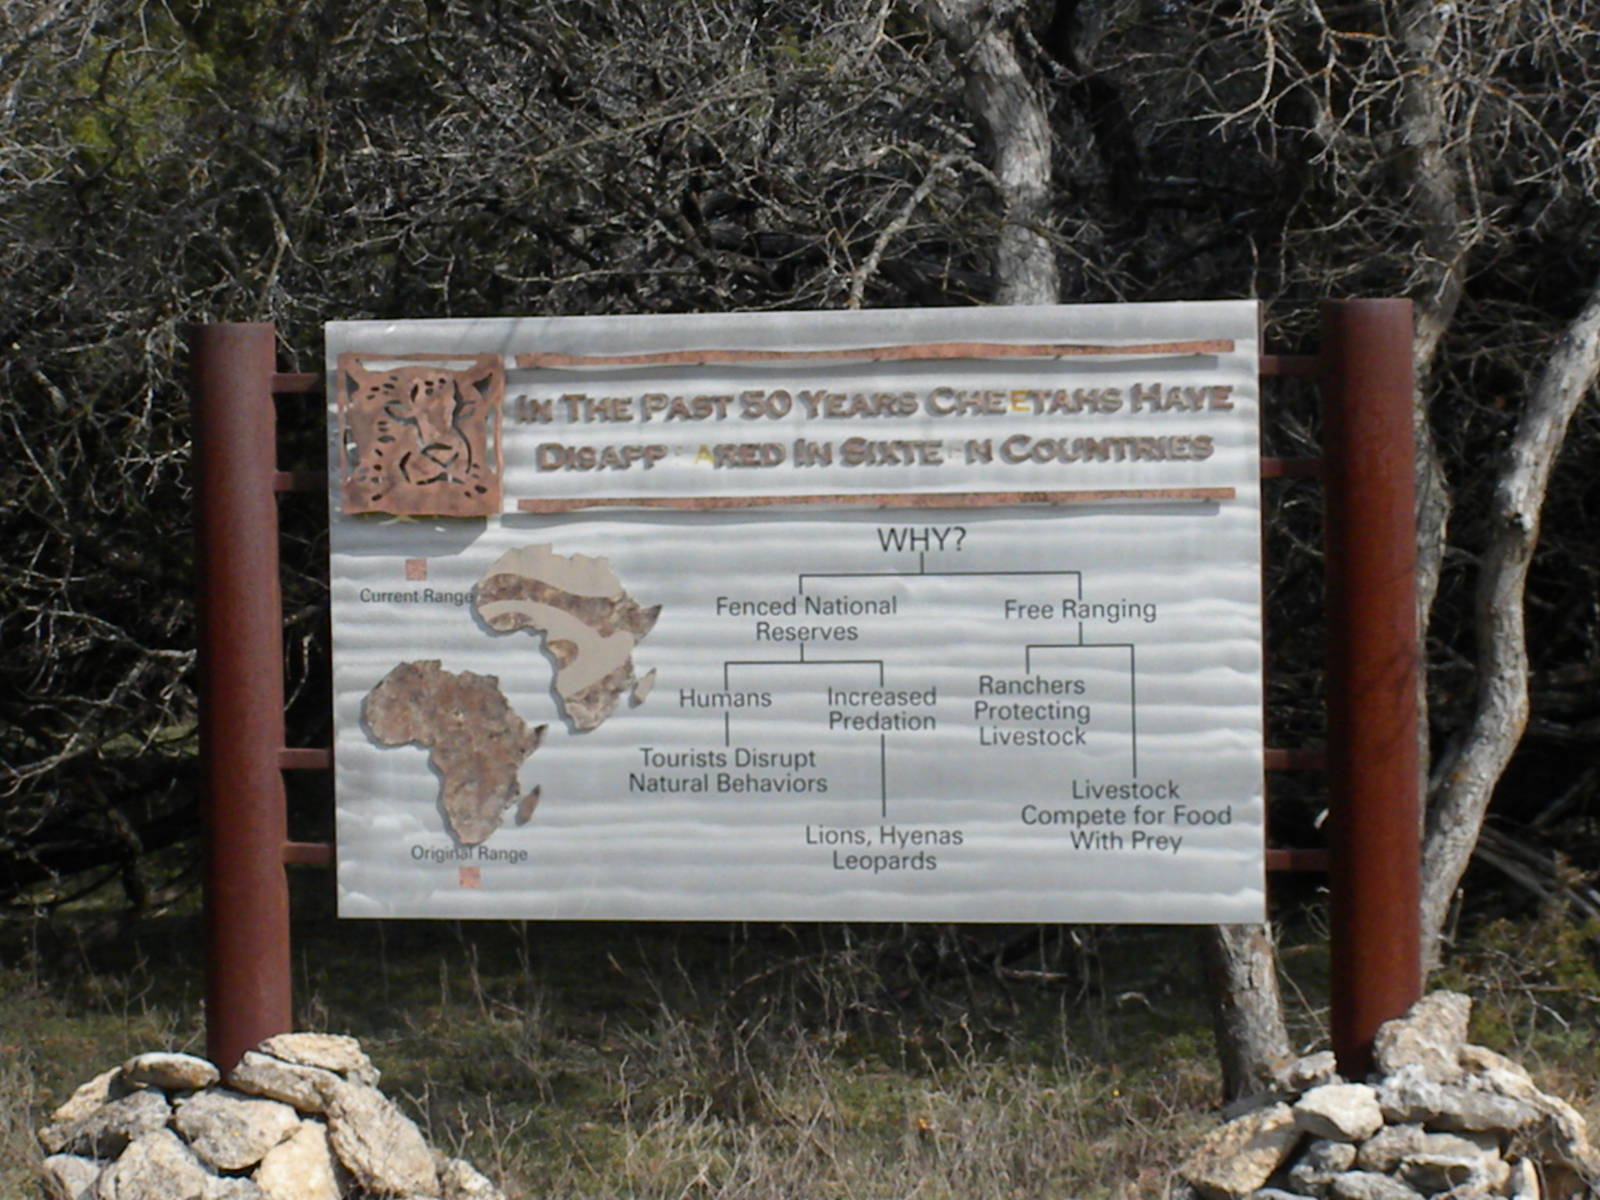 IN THE PAST 50 YEARS CHEETAHS HAVE
DISAPP ARED IN SIXTE N COUNTRIES
WHY?
Current Range
Fenced National
Reserves
Free Ranging
Humans
Increased
Predation
Ranchers
Protecting
Livestock
Tourists Disrupt
Natural Behaviors
Livestock
Compete for Food
With Prey
Lions, Hyenas
Leopards
Original Range